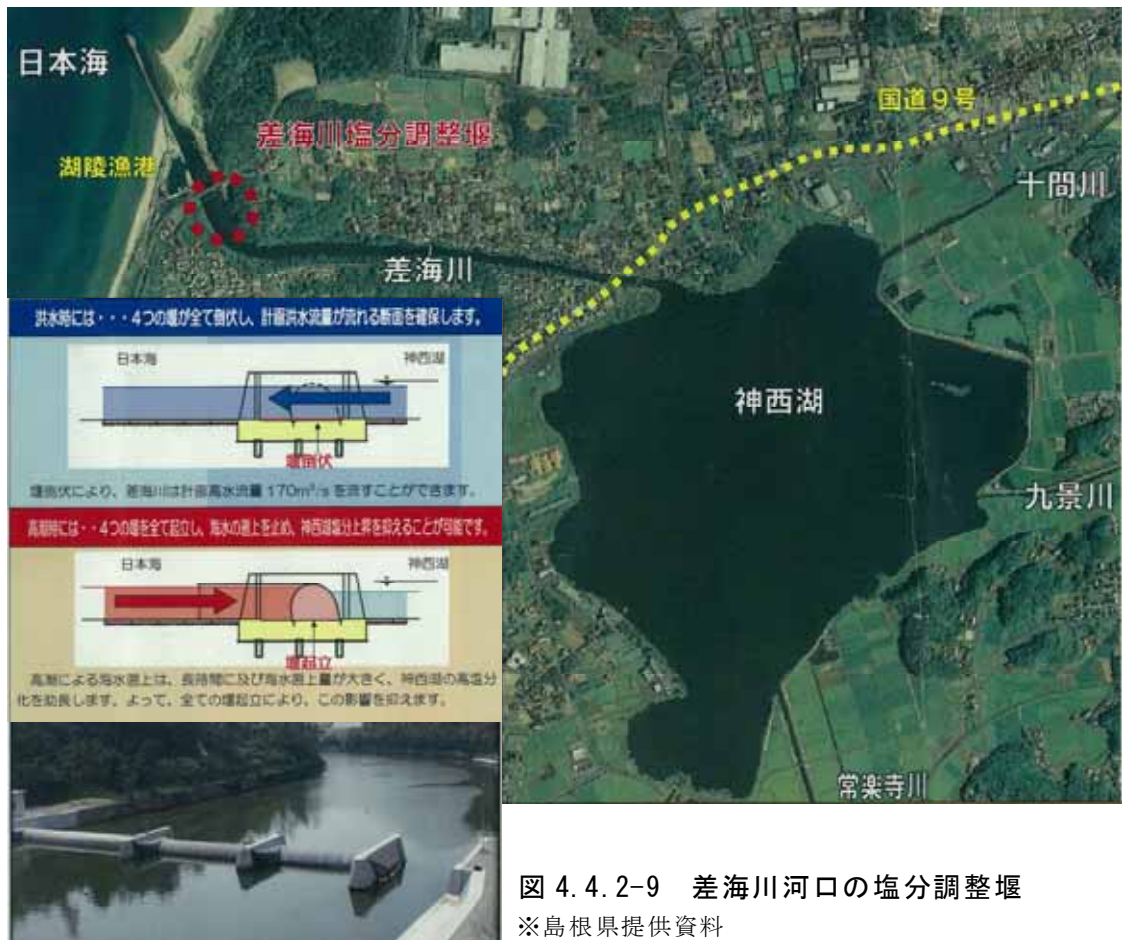 日本海
国道9号
差海川塩分調整堰
湖陵漁港
十間川
差海川
洪水時には・・・4つの堰が全て倒伏し、計画洪水流量が流れる断面を確保します。
日本海
神西湖
堰倒伏
堰倒伏により、差海川は計画高水流量170m³/sを流すことができます。
高潮時には・・4つの堰を全て起立し、海水の遡上を止め、神西湖塩分上昇を抑えることが可能です。
日本海
神西湖
堰起立
高潮による海水遡上は、長時間に及び海水遡上量が大きく、神西湖の高塩分
化を助長します。よって、全ての堰起立により、この影響を抑えます。
神西湖
九景川
常楽寺川
図4.4.2-9 差海川河口の塩分調整堰
※島根県提供資料